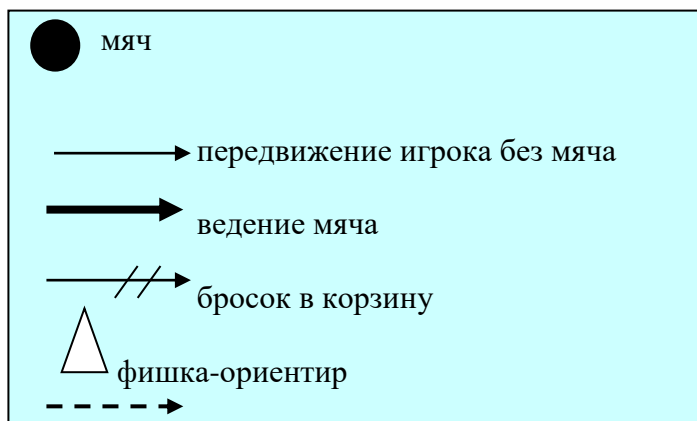 мяч
передвижение игрока без мяча
ведение мяча
бросок в корзину
фишка-ориентир